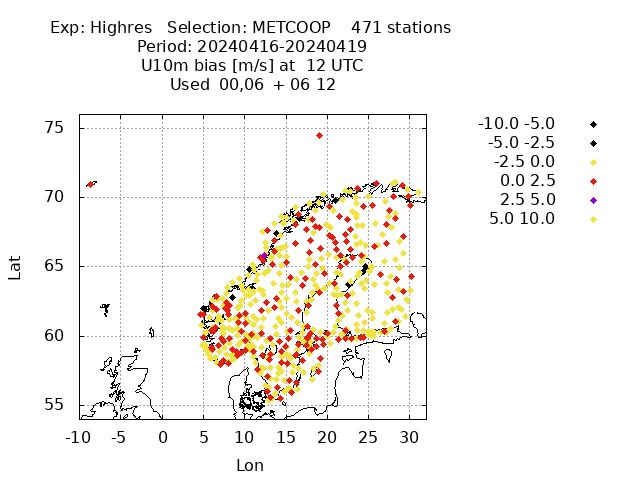 Exp: Highres   Selection: METCOOP    471 stations
Period: 20240416-20240419
U10m bias [m/s] at  12 UTC
Used  00,06  + 06 12
-10.0 -5.0
-5.0 -2.5
-2.5 0.0
0.0 2.5
2.5 5.0
5.0 10.0
75
70
65
60
55
Lat
-10 -5 0 5 10 15 20 25 30
Lon